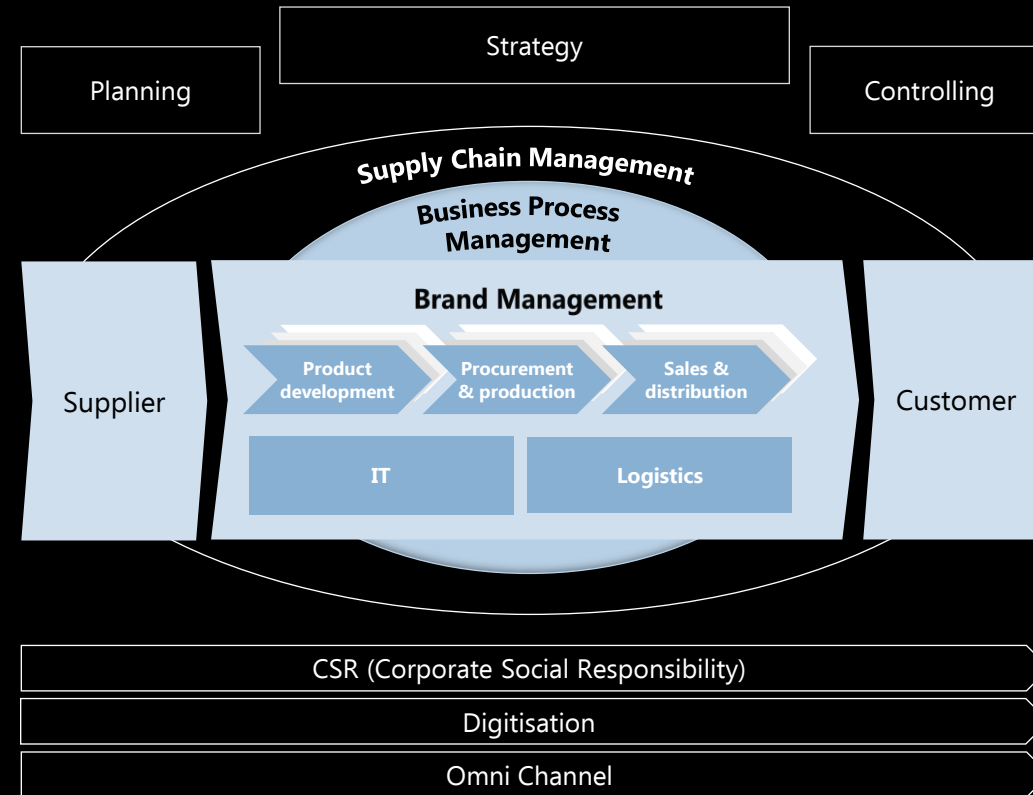 Strategy
Planning
Controlling
Supply Chain Management
Business Process
Management
Brand Management
Product
development
Procurement
& production
Sales &
distribution
Supplier
Customer
IT
Logistics
CSR (Corporate Social Responsibility)
Digitisation
Omni Channel